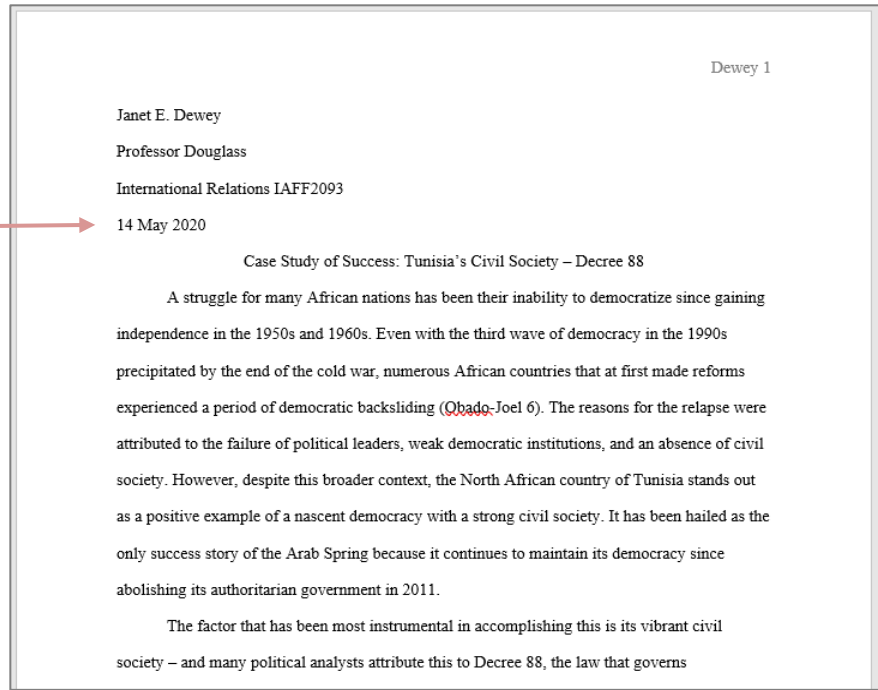 Dewey 1
Janet E. Dewey
Professor Douglass
International Relations IAFF2093
14 May 2020
Case Study of Success: Tunisia’s Civil Society – Decree 88
A struggle for many African nations has been their inability to democratize since gaining
independence in the 1950s and 1960s. Even with the third wave of democracy in the 1990s
precipitated by the end of the cold war, numerous African countries that at first made reforms
experienced a period of democratic backsliding (Obado-Joel 6). The reasons for the relapse were
attributed to the failure of political leaders, weak democratic institutions, and an absence of civil
society. However, despite this broader context, the North African country of Tunisia stands out
as a positive example of a nascent democracy with a strong civil society. It has been hailed as the
only success story of the Arab Spring because it continues to maintain its democracy since
abolishing its authoritarian government in 2011.
The factor that has been most instrumental in accomplishing this is its vibrant civil
society – and many political analysts attribute this to Decree 88, the law that governs